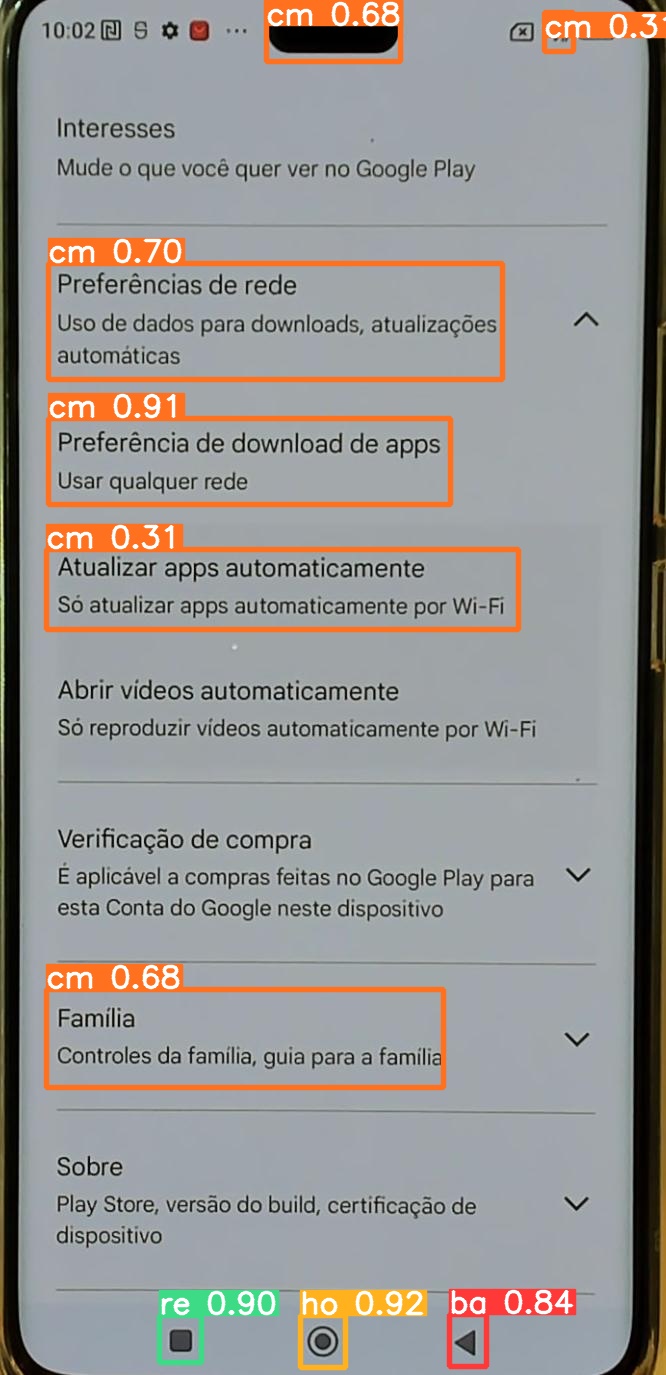 cm 0.68
cm 0.31
10:02
Interesses
Mude o que você quer ver no Google Play
cm 0.70
Preferências de rede
Uso de dados para downloads, atualizações
automáticas
cm 0.91
Preferência de download de apps
Usar qualquer rede
cm 0.31
Atualizar apps automaticamente
Só atualizar apps automaticamente por Wi-Fi
Abrir vídeos automaticamente
Só reproduzir vídeos automaticamente por Wi-Fi
Verificação de compra
É aplicável a compras feitas no Google Play para
esta Conta do Google neste dispositivo
cm 0.68
Família
Controles da família, guia para a família
Sobre
Play Store, versão do build, certificação de
dispositivo
re 0.90 ho 0.92 ba 0.84